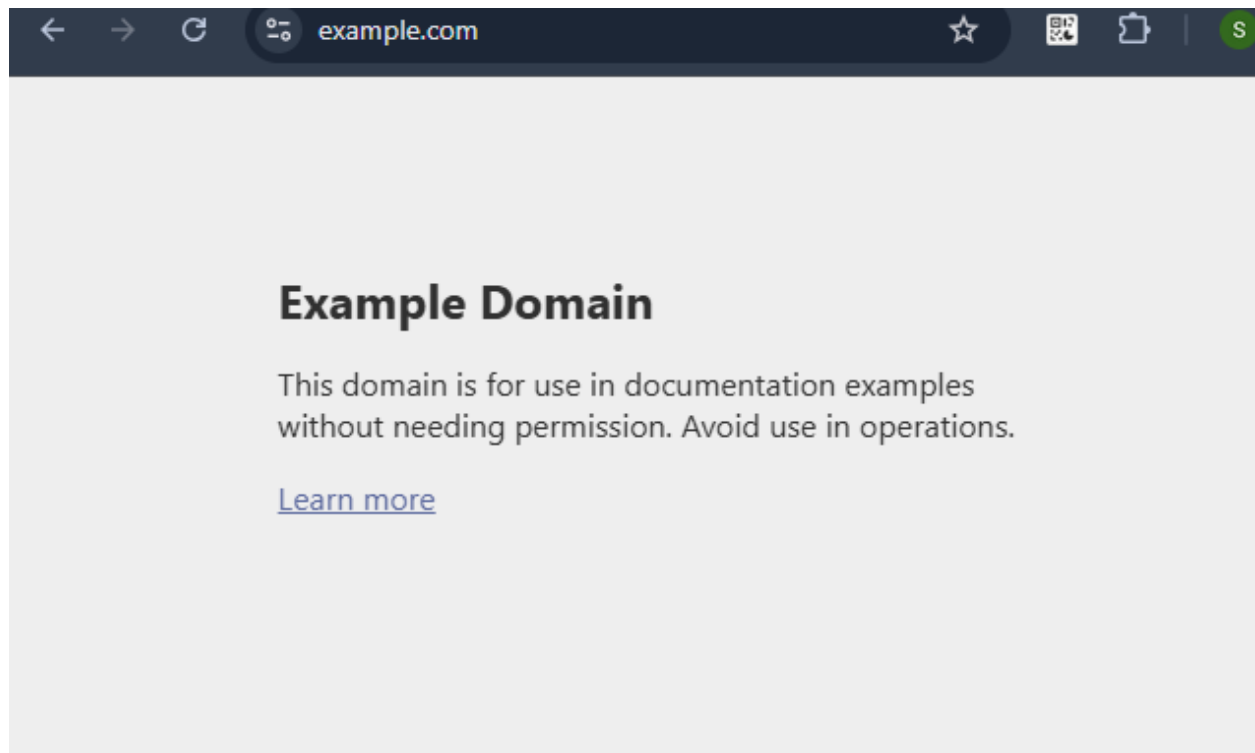 example.com
S
Example Domain
This domain is for use in documentation examples
without needing permission. Avoid use in operations.
Learn more